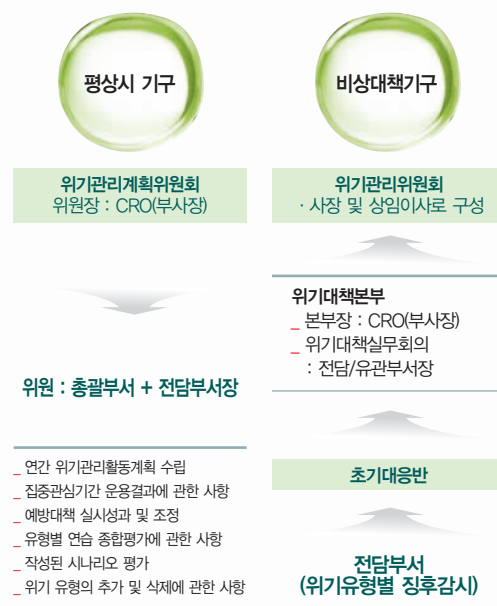 평상시 기구
위기관리계획위원회
위원장 : CRO(부사장)
위원 : 총괄부서 + 전담부서장
_ 연간 위기관리활동계획 수립
_ 집중관심기간 운용결과에 관한 사항
_ 예방대책 실시성과 및 조정
_ 유형별 연습 종합평가에 관한 사항
_ 작성된 시나리오 평가
_ 위기 유형의 추가 및 삭제에 관한 사항
비상대책기구
위기관리위원회
· 사장 및 상임이사로 구성
위기대책본부
_ 본부장 : CRO(부사장)
_ 위기대책실무회의
: 전담/유관부서장
초기대응반
전담부서
(위기유형별 징후감시)